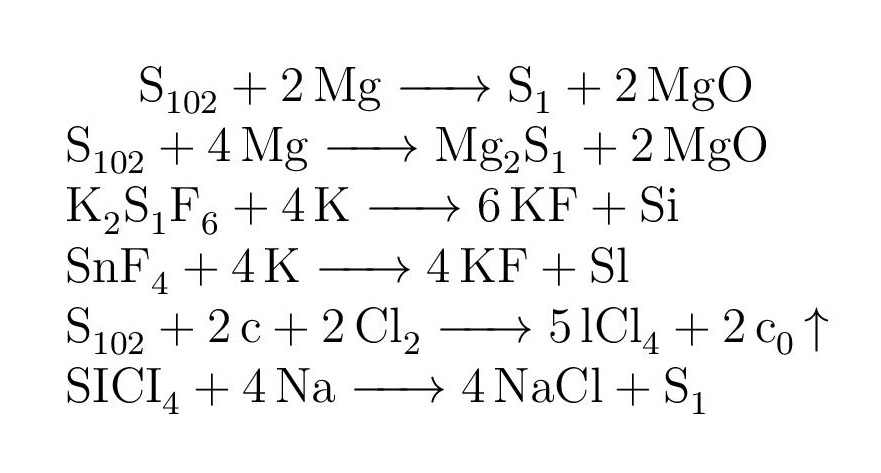 S₁₀₂ + 2 Mg ⟶ S₁ + 2 MgO
S₁₀₂ + 4 Mg ⟶ Mg₂S₁ + 2 MgO
K₂S₁F₆ + 4 K ⟶ 6 KF + Si
SnF₄ + 4 K ⟶ 4 KF + Sl
S₁₀₂ + 2 c + 2 Cl₂ ⟶ 5 lCl₄ + 2 c₀ ↑
SICI₄ + 4 Na ⟶ 4 NaCl + S₁